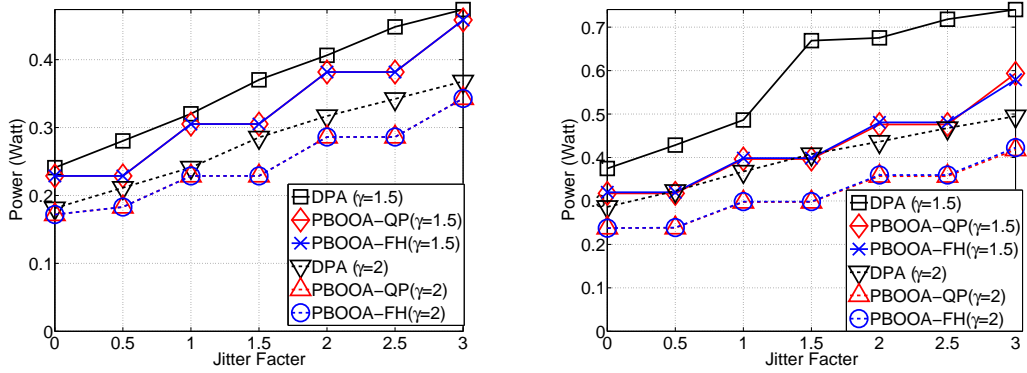 0.4
0.3
0.2
0.1
0
Power (Watt)
0 0.5 1 1.5 2 2.5 3
Jitter Facter
DPA (γ=1.5)
PBOOA−QP(γ=1.5)
PBOOA−FH(γ=1.5)
DPA (γ=2)
PBOOA−QP(γ=2)
PBOOA−FH(γ=2)
0.7
0.6
0.5
0.4
0.3
0.2
0.1
0
Power (Watt)
0 0.5 1 1.5 2 2.5 3
Jitter Facter
DPA (γ=1.5)
PBOOA−QP(γ=1.5)
PBOOA−FH(γ=1.5)
DPA (γ=2)
PBOOA−QP(γ=2)
PBOOA−FH(γ=2)